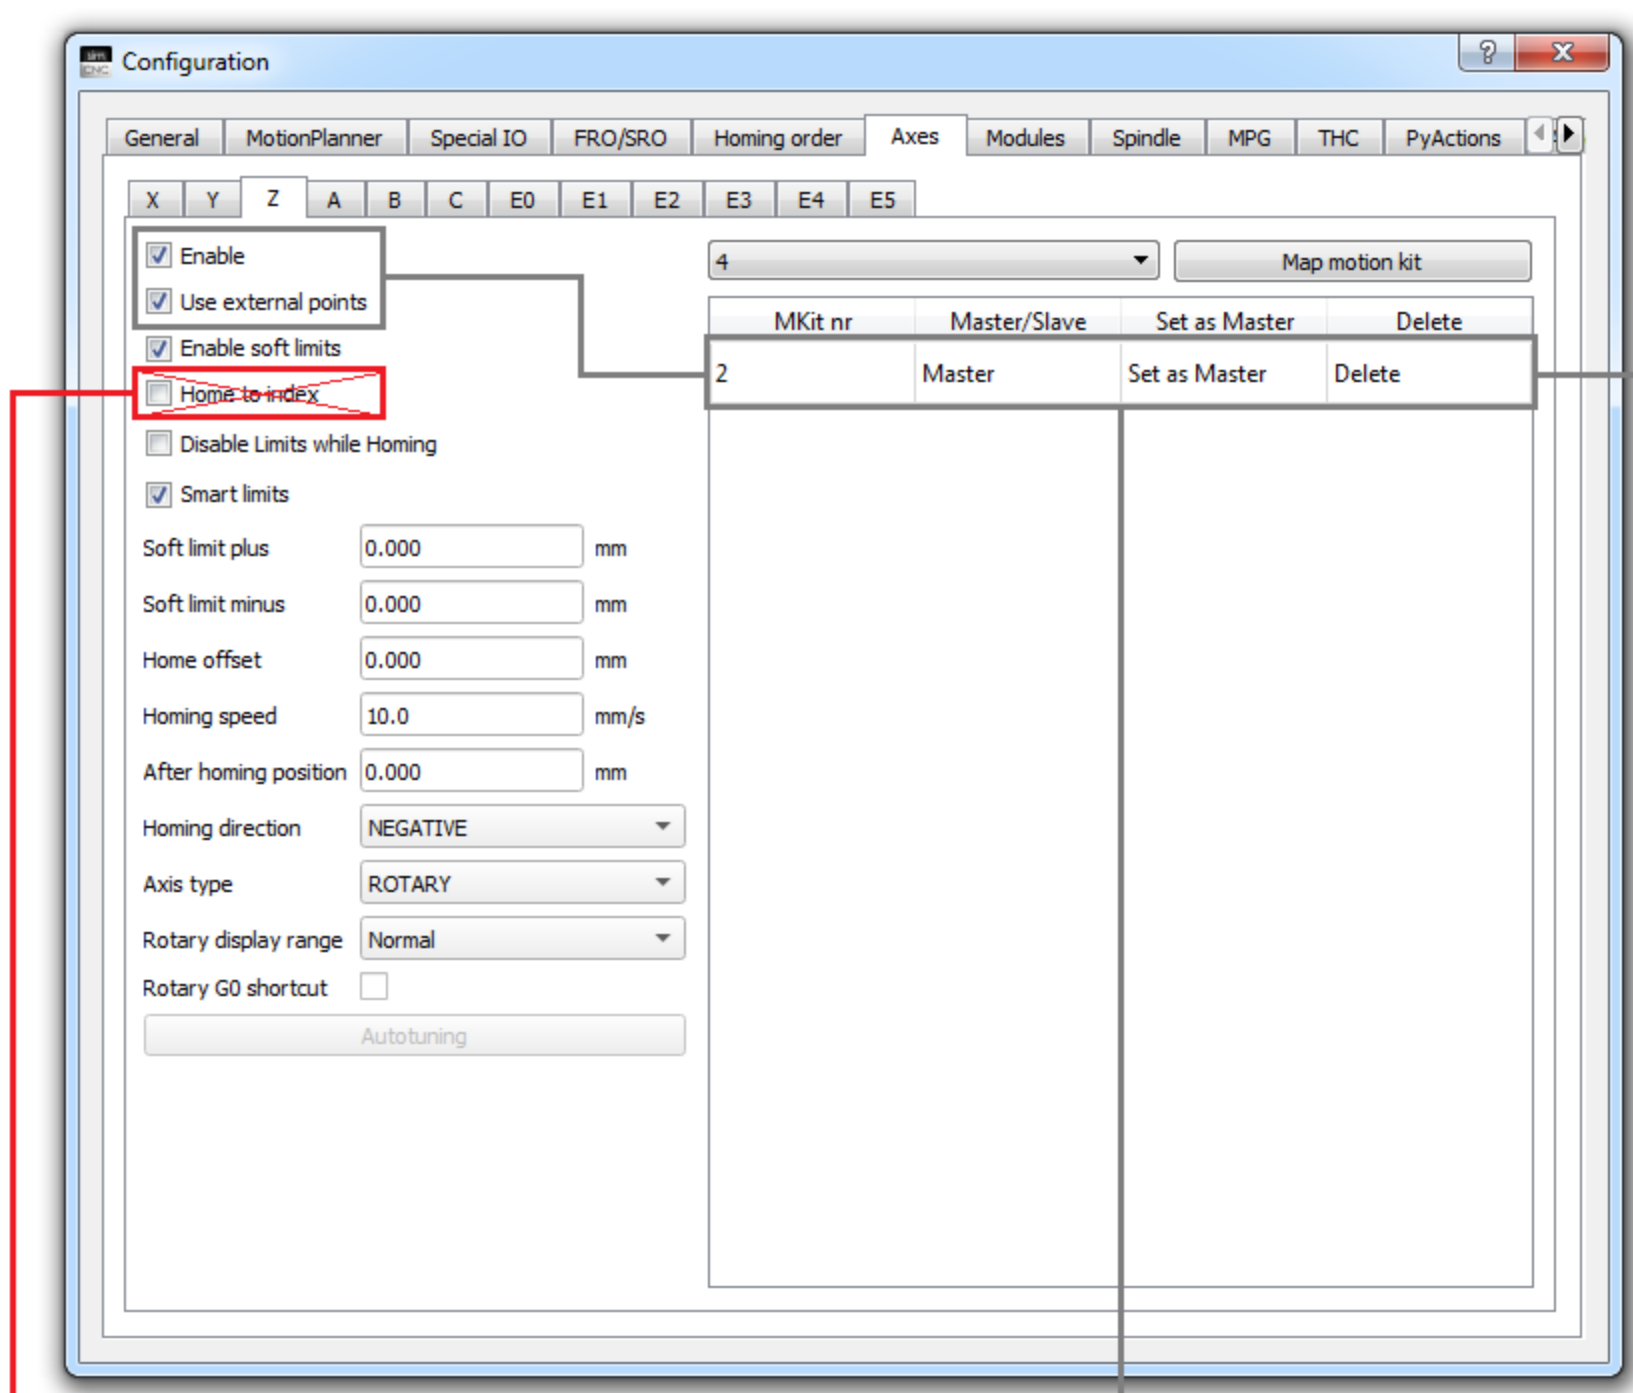 sim CNC Configuration
General MotionPlanner Special IO FRO/SRO Homing order Axes Modules Spindle MPG THC PyActions
X Y Z A B C E0 E1 E2 E3 E4 E5
Enable 4 Map motion kit
Use external points
MKit nr Master/Slave Set as Master Delete
Enable soft limits
2 Master Set as Master Delete
Home to index
Disable Limits while Homing
Smart limits
Soft limit plus 0.000 mm
Soft limit minus 0.000 mm
Home offset 0.000 mm
Homing speed 10.0 mm/s
After homing position 0.000 mm
Homing direction NEGATIVE
Axis type ROTARY
Rotary display range Normal
Rotary G0 shortcut
Autotuning